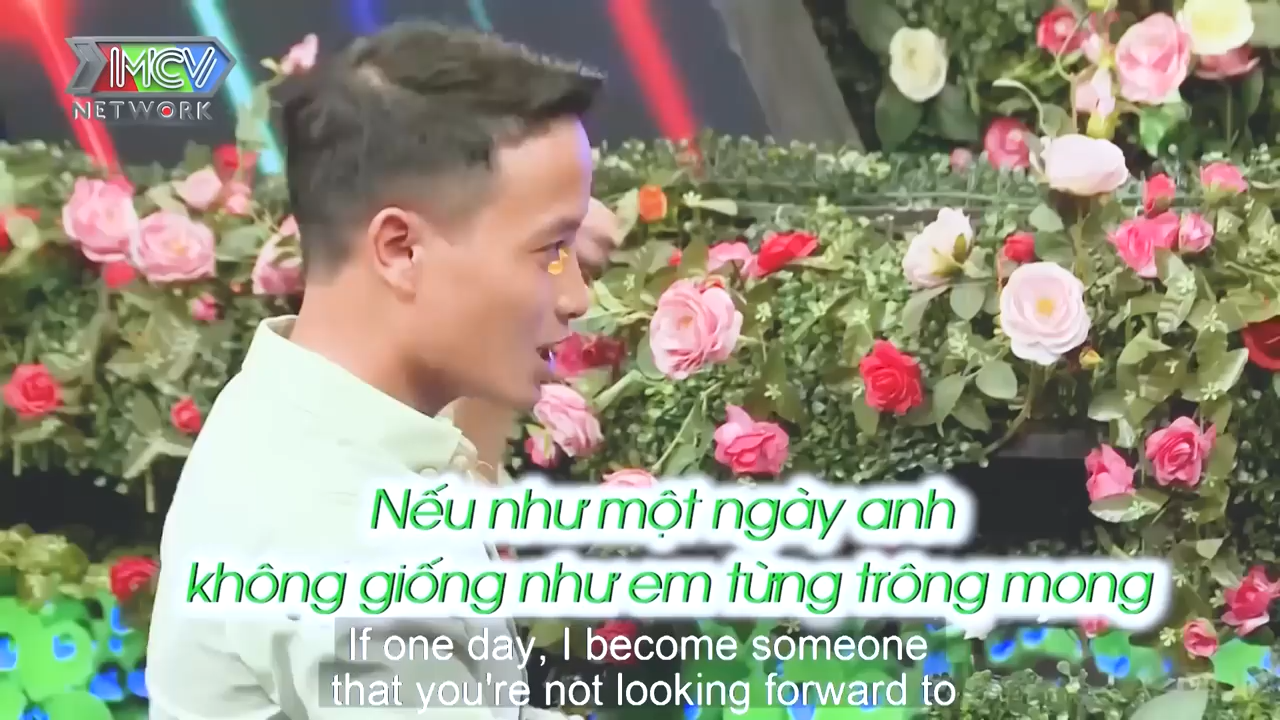 MCV
NETWORK
Nếu như một ngày anh
không giống như em từng trông mong
If one day, I become someone
that you're not looking forward to